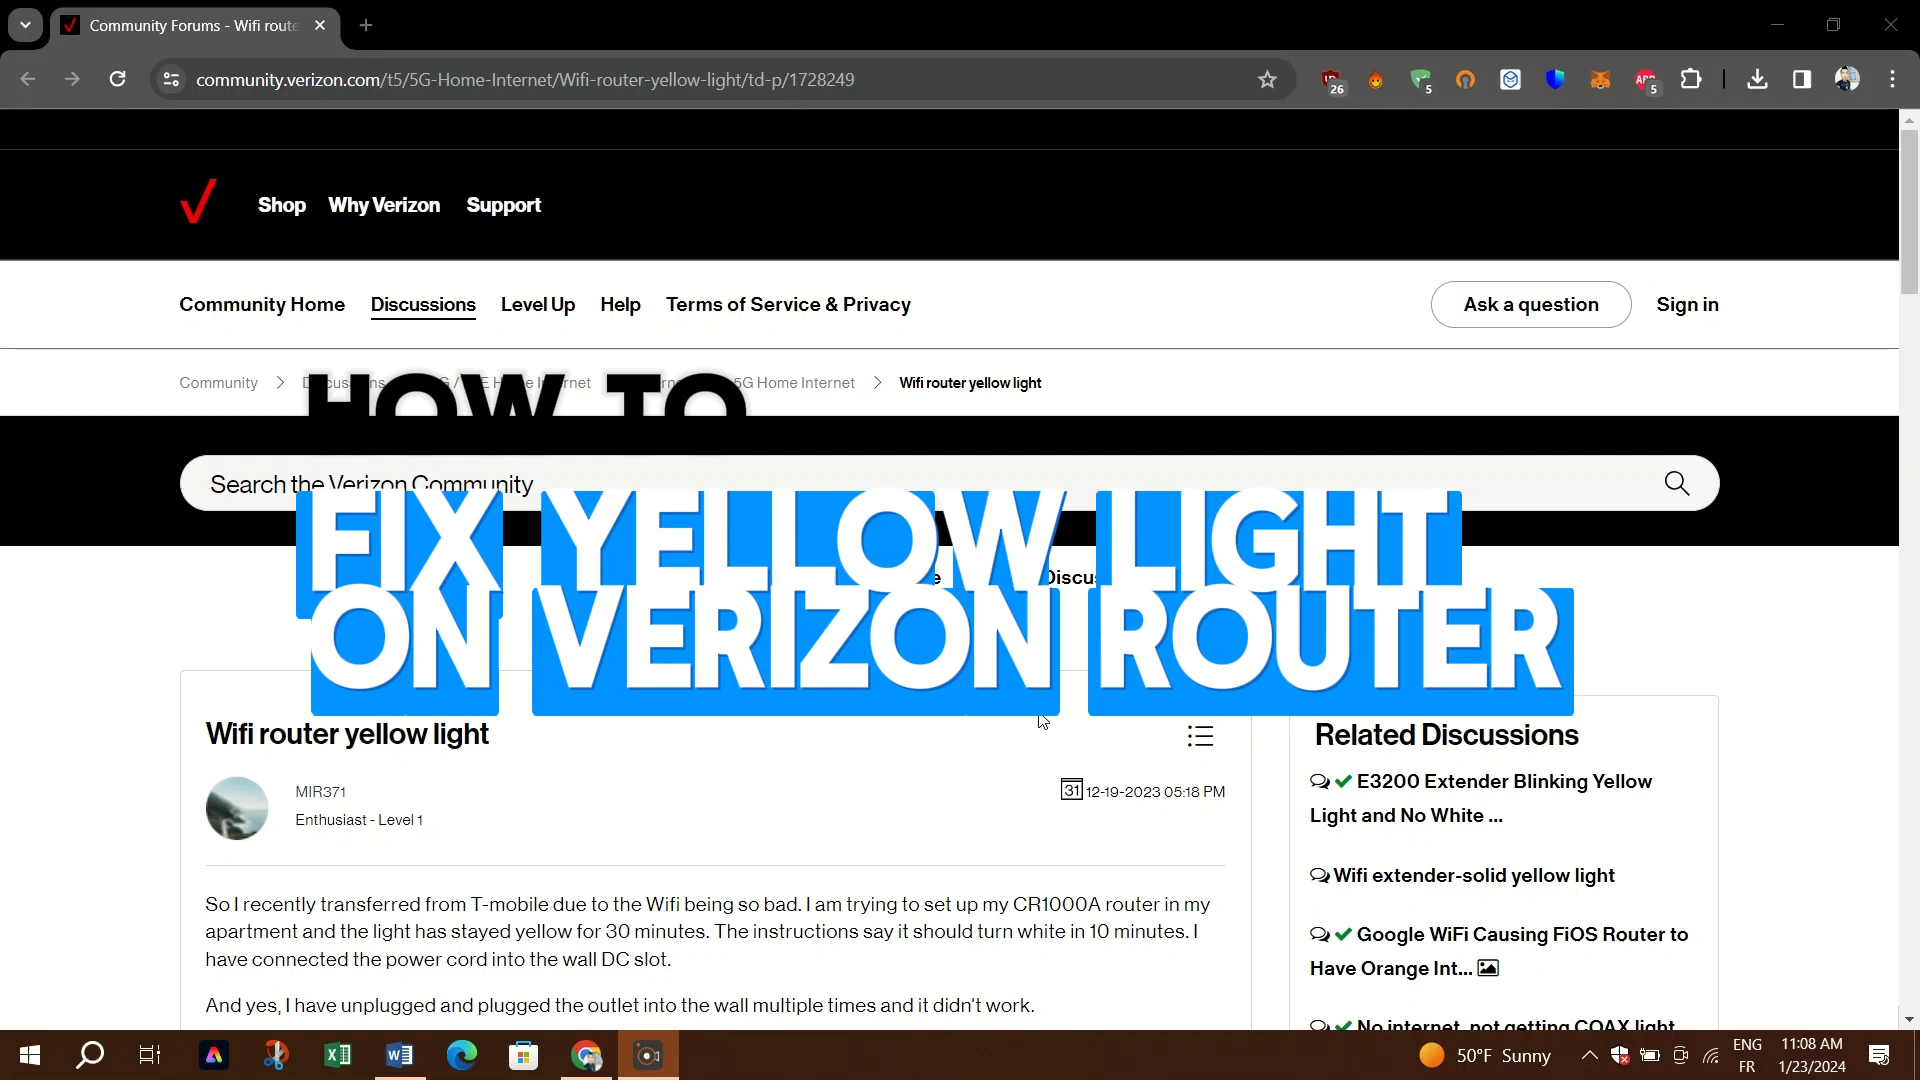 Community Forums - Wifi route
community.verizon.com/t5/5G-Home-Internet/Wifi-router-yellow-light/td-p/1728249
26
5
5
Shop Why Verizon Support
Community Home Discussions Level Up Help Terms of Service & Privacy Ask a question Sign in
Community 5G Home Internet Wifi router yellow light
HOW TO
Search the Verizon Community
FIX YELLOW LIGHT
ON VERIZON ROUTER
Wifi router yellow light
MIR371
Enthusiast - Level 1
31 12-19-2023 05:18 PM
So I recently transferred from T-mobile due to the Wifi being so bad. I am trying to set up my CR1000A router in my
apartment and the light has stayed yellow for 30 minutes. The instructions say it should turn white in 10 minutes. I
have connected the power cord into the wall DC slot.
And yes, I have unplugged and plugged the outlet into the wall multiple times and it didn't work.
Related Discussions
E3200 Extender Blinking Yellow
Light and No White ...
Wifi extender-solid yellow light
Google WiFi Causing FiOS Router to
Have Orange Int...
No internet, not getting COAX light
50°F Sunny
ENG
FR
11:08 AM
1/23/2024